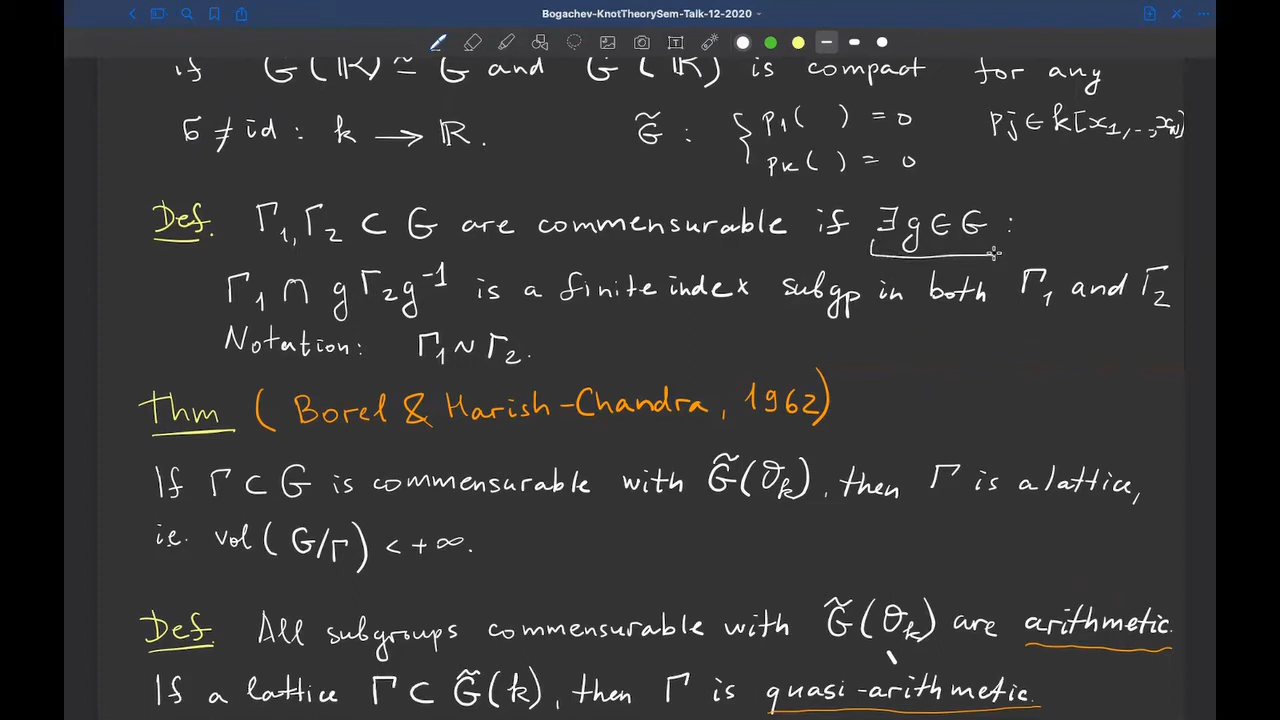 Bogachev-KnotTheorySem-Talk-12-2020
if G̃(ℝ) ≃ G and G̃ (ℝ) is compact for any
σ ≠ id : k → ℝ. G̃ : { p1( ) = 0 pj ∈ k[x1,..,xN]
pk( ) = 0
Def. Γ1, Γ2 ⊂ G are commensurable if ∃ g ∈ G :
Γ1 ∩ g Γ2 g⁻¹ is a finite index subgp in both Γ1 and Γ2
Notation: Γ1 ~ Γ2.
Thm (Borel & Harish-Chandra, 1962)
If Γ ⊂ G is commensurable with G̃(𝒪k), then Γ is a lattice,
i.e. vol(G/Γ) < +∞.
Def. All subgroups commensurable with G̃(𝒪k) are arithmetic.
If a lattice Γ ⊂ G̃(k), then Γ is quasi-arithmetic.